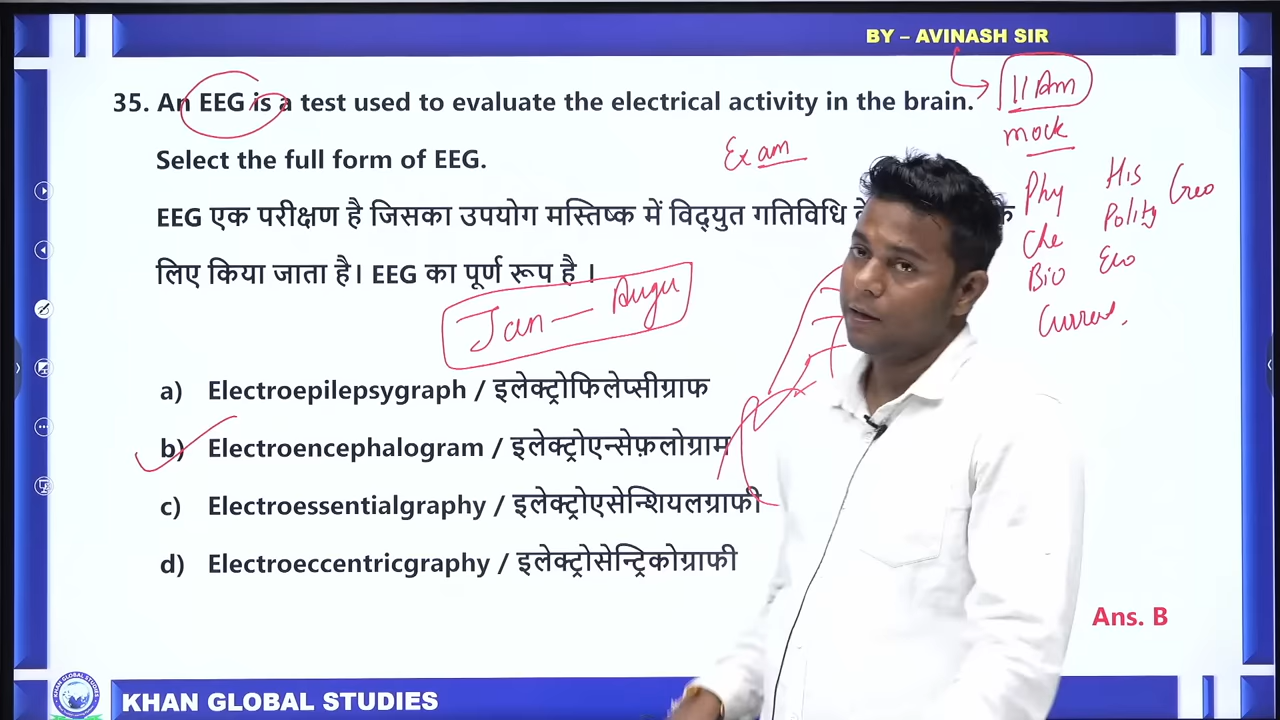 BY – AVINASH SIR
35. An EEG is a test used to evaluate the electrical activity in the brain.
11 Am
mock
Select the full form of EEG.
Exam
Phy
His
Geo
EEG एक परीक्षण है जिसका उपयोग मस्तिष्क में विद्युत गतिविधि
Che
Polity
लिए किया जाता है। EEG का पूर्ण रूप है ।
Bio
Eco
Jan — Augu
Current
a) Electroepilepsygraph / इलेक्ट्रोफिलेप्सीग्राफ
b) Electroencephalogram / इलेक्ट्रोएन्सेफ़लोग्राम
c) Electroessentialgraphy / इलेक्ट्रोएसेन्शियलग्राफी
d) Electroeccentricgraphy / इलेक्ट्रोसेन्ट्रिकोग्राफी
Ans. B
KHAN GLOBAL STUDIES
KHAN GLOBAL STUDIES